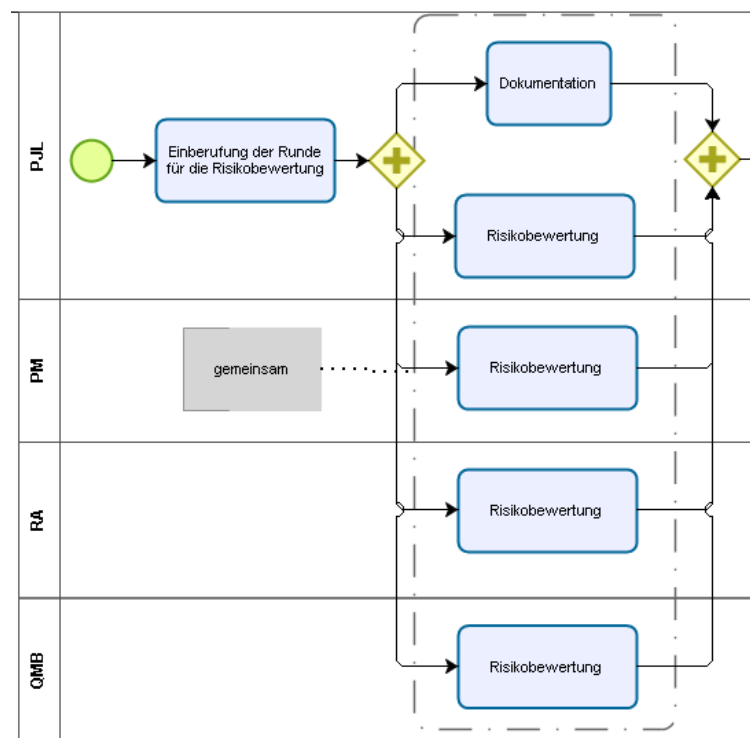 PJL
Einberufung der Runde
für die Risikobewertung
Dokumentation
Risikobewertung
PM
gemeinsam
Risikobewertung
RA
Risikobewertung
QMB
Risikobewertung